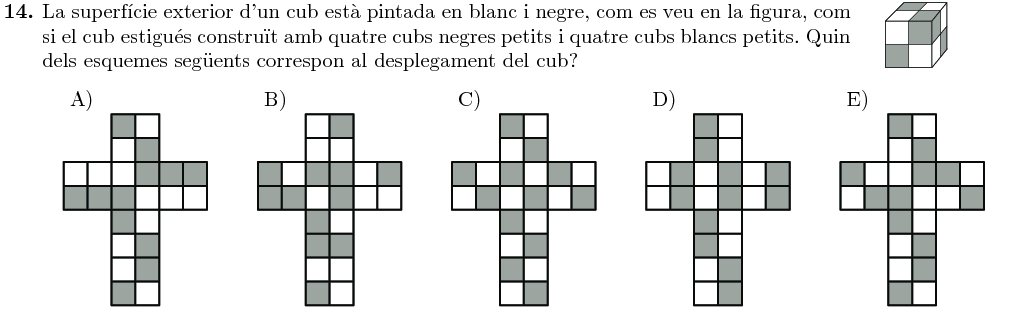 14. La superfície exterior d'un cub està pintada en blanc i negre, com es veu en la figura, com
si el cub estigués construït amb quatre cubs negres petits i quatre cubs blancs petits. Quin
dels esquemes següents correspon al desplegament del cub?
A) B) C) D) E)